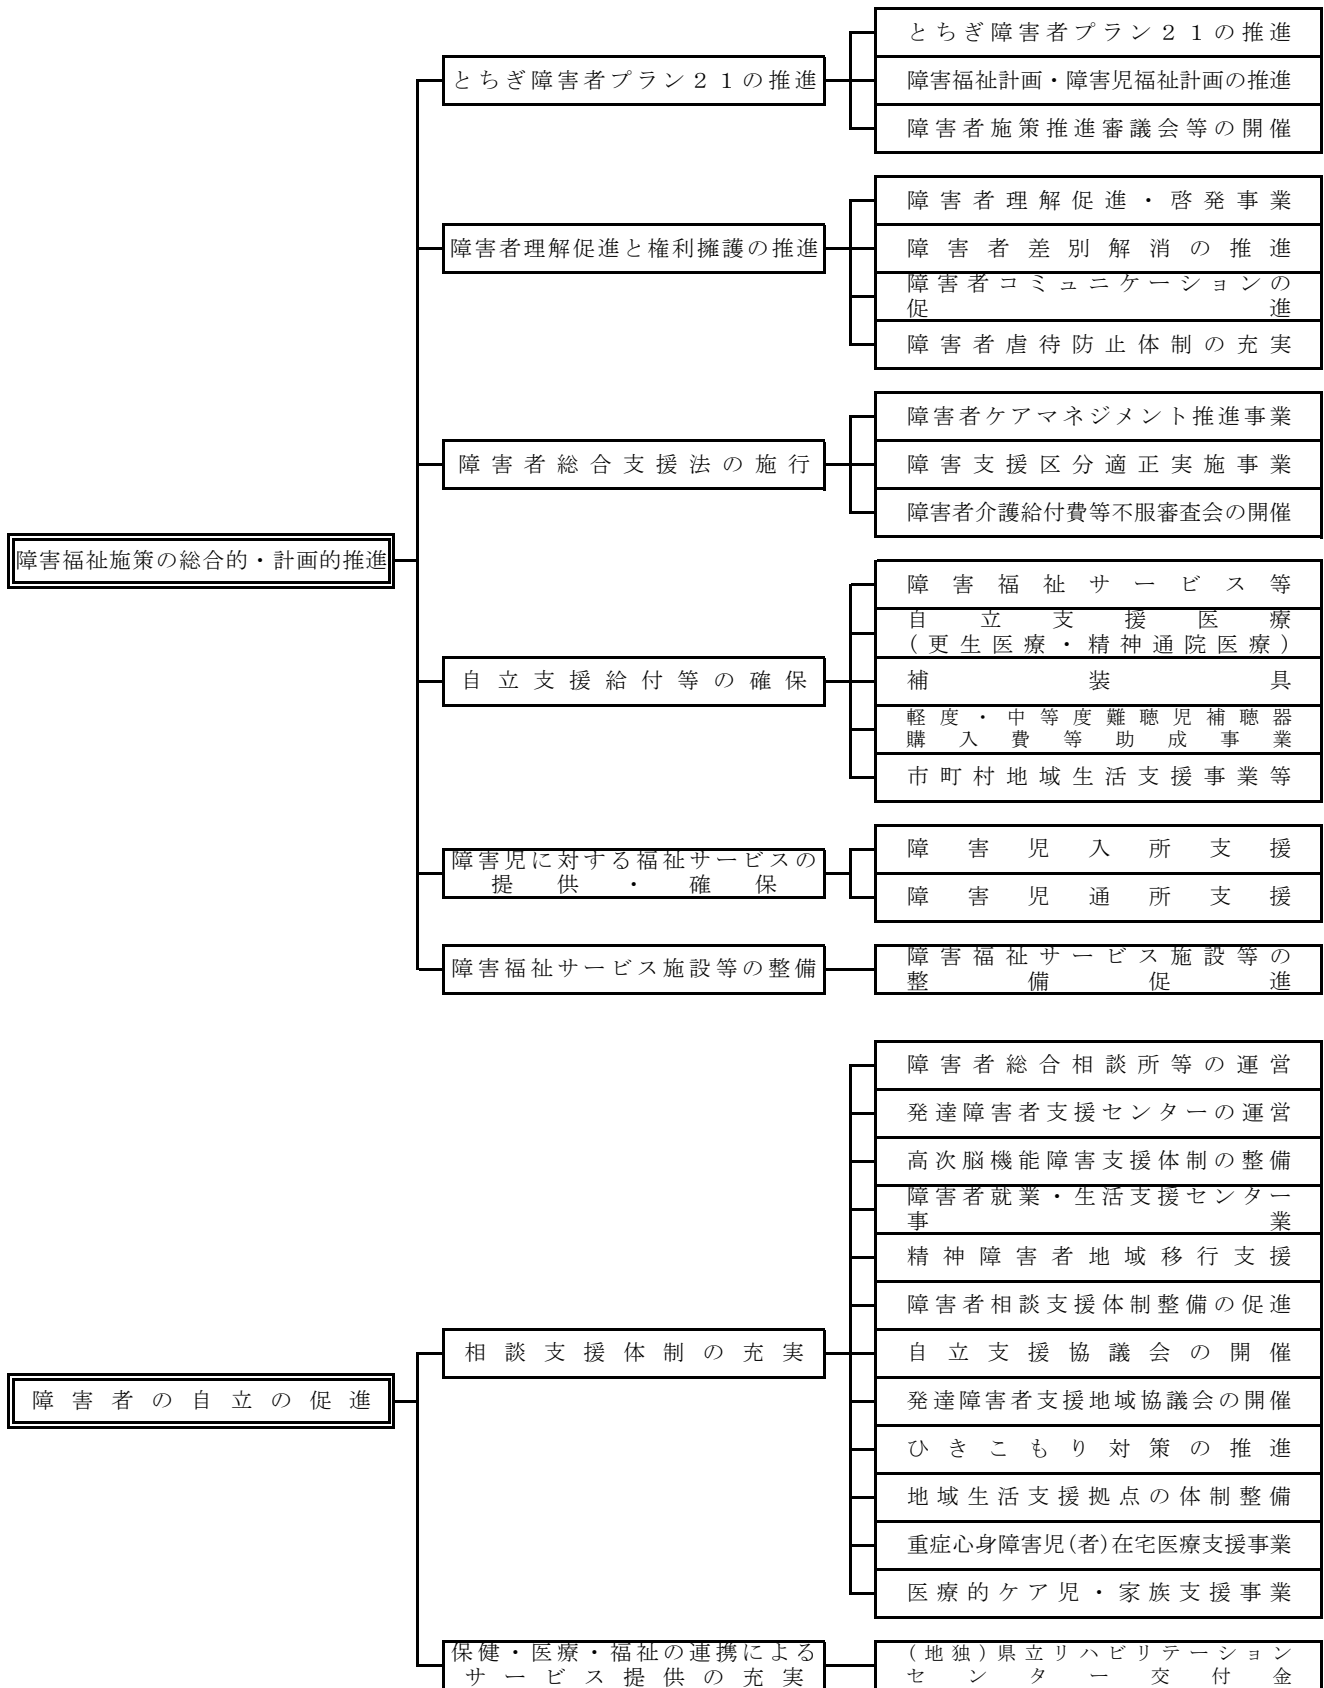 障害福祉施策の総合的・計画的推進
とちぎ障害者プラン２１の推進
とちぎ障害者プラン２１の推進
障害福祉計画・障害児福祉計画の推進
障害者施策推進審議会等の開催
障害者理解促進と権利擁護の推進
障害者理解促進・啓発事業
障害者差別解消の推進
障害者コミュニケーションの
促進
障害者虐待防止体制の充実
障害者総合支援法の施行
障害者ケアマネジメント推進事業
障害支援区分適正実施事業
障害者介護給付費等不服審査会の開催
自立支援給付等の確保
障害福祉サービス等
自立支援医療
(更生医療・精神通院医療)
補装具
軽度・中等度難聴児補聴器
購入費等助成事業
市町村地域生活支援事業等
障害児に対する福祉サービスの
提供・確保
障害児入所支援
障害児通所支援
障害福祉サービス施設等の整備
障害福祉サービス施設等の
整備促進
障害者の自立の促進
相談支援体制の充実
障害者総合相談所等の運営
発達障害者支援センターの運営
高次脳機能障害支援体制の整備
障害者就業・生活支援センター
事業
精神障害者地域移行支援
障害者相談支援体制整備の促進
自立支援協議会の開催
発達障害者支援地域協議会の開催
ひきこもり対策の推進
地域生活支援拠点の体制整備
重症心身障害児(者)在宅医療支援事業
医療的ケア児・家族支援事業
保健・医療・福祉の連携による
サービス提供の充実
(地独)県立リハビリテーション
センター交付金